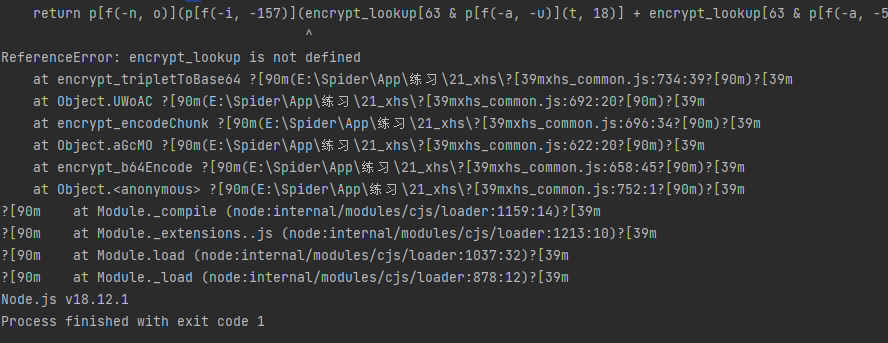 return p[f(-n, o)](p[f(-i, -157)](encrypt_lookup[63 & p[f(-a, -u)](t, 18)] + encrypt_lookup[63 & p[f(-a, -5
^
ReferenceError: encrypt_lookup is not defined
at encrypt_tripletToBase64 ?[90m(E:\Spider\App\练习\21_xhs\?[39mxhs_common.js:734:39?[90m)?[39m
at Object.UWoAC ?[90m(E:\Spider\App\练习\21_xhs\?[39mxhs_common.js:692:20?[90m)?[39m
at encrypt_encodeChunk ?[90m(E:\Spider\App\练习\21_xhs\?[39mxhs_common.js:696:34?[90m)?[39m
at Object.aGcMO ?[90m(E:\Spider\App\练习\21_xhs\?[39mxhs_common.js:622:20?[90m)?[39m
at encrypt_b64Encode ?[90m(E:\Spider\App\练习\21_xhs\?[39mxhs_common.js:658:45?[90m)?[39m
at Object.<anonymous> ?[90m(E:\Spider\App\练习\21_xhs\?[39mxhs_common.js:752:1?[90m)?[39m
?[90m    at Module._compile (node:internal/modules/cjs/loader:1159:14)?[39m
?[90m    at Module._extensions..js (node:internal/modules/cjs/loader:1213:10)?[39m
?[90m    at Module.load (node:internal/modules/cjs/loader:1037:32)?[39m
?[90m    at Module._load (node:internal/modules/cjs/loader:878:12)?[39m
Node.js v18.12.1
Process finished with exit code 1